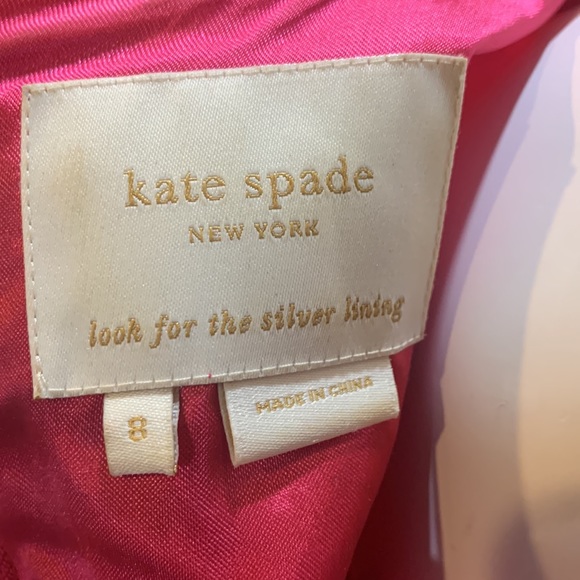 kate spade
NEW YORK
look for the silver lining
8
MADE IN CHINA